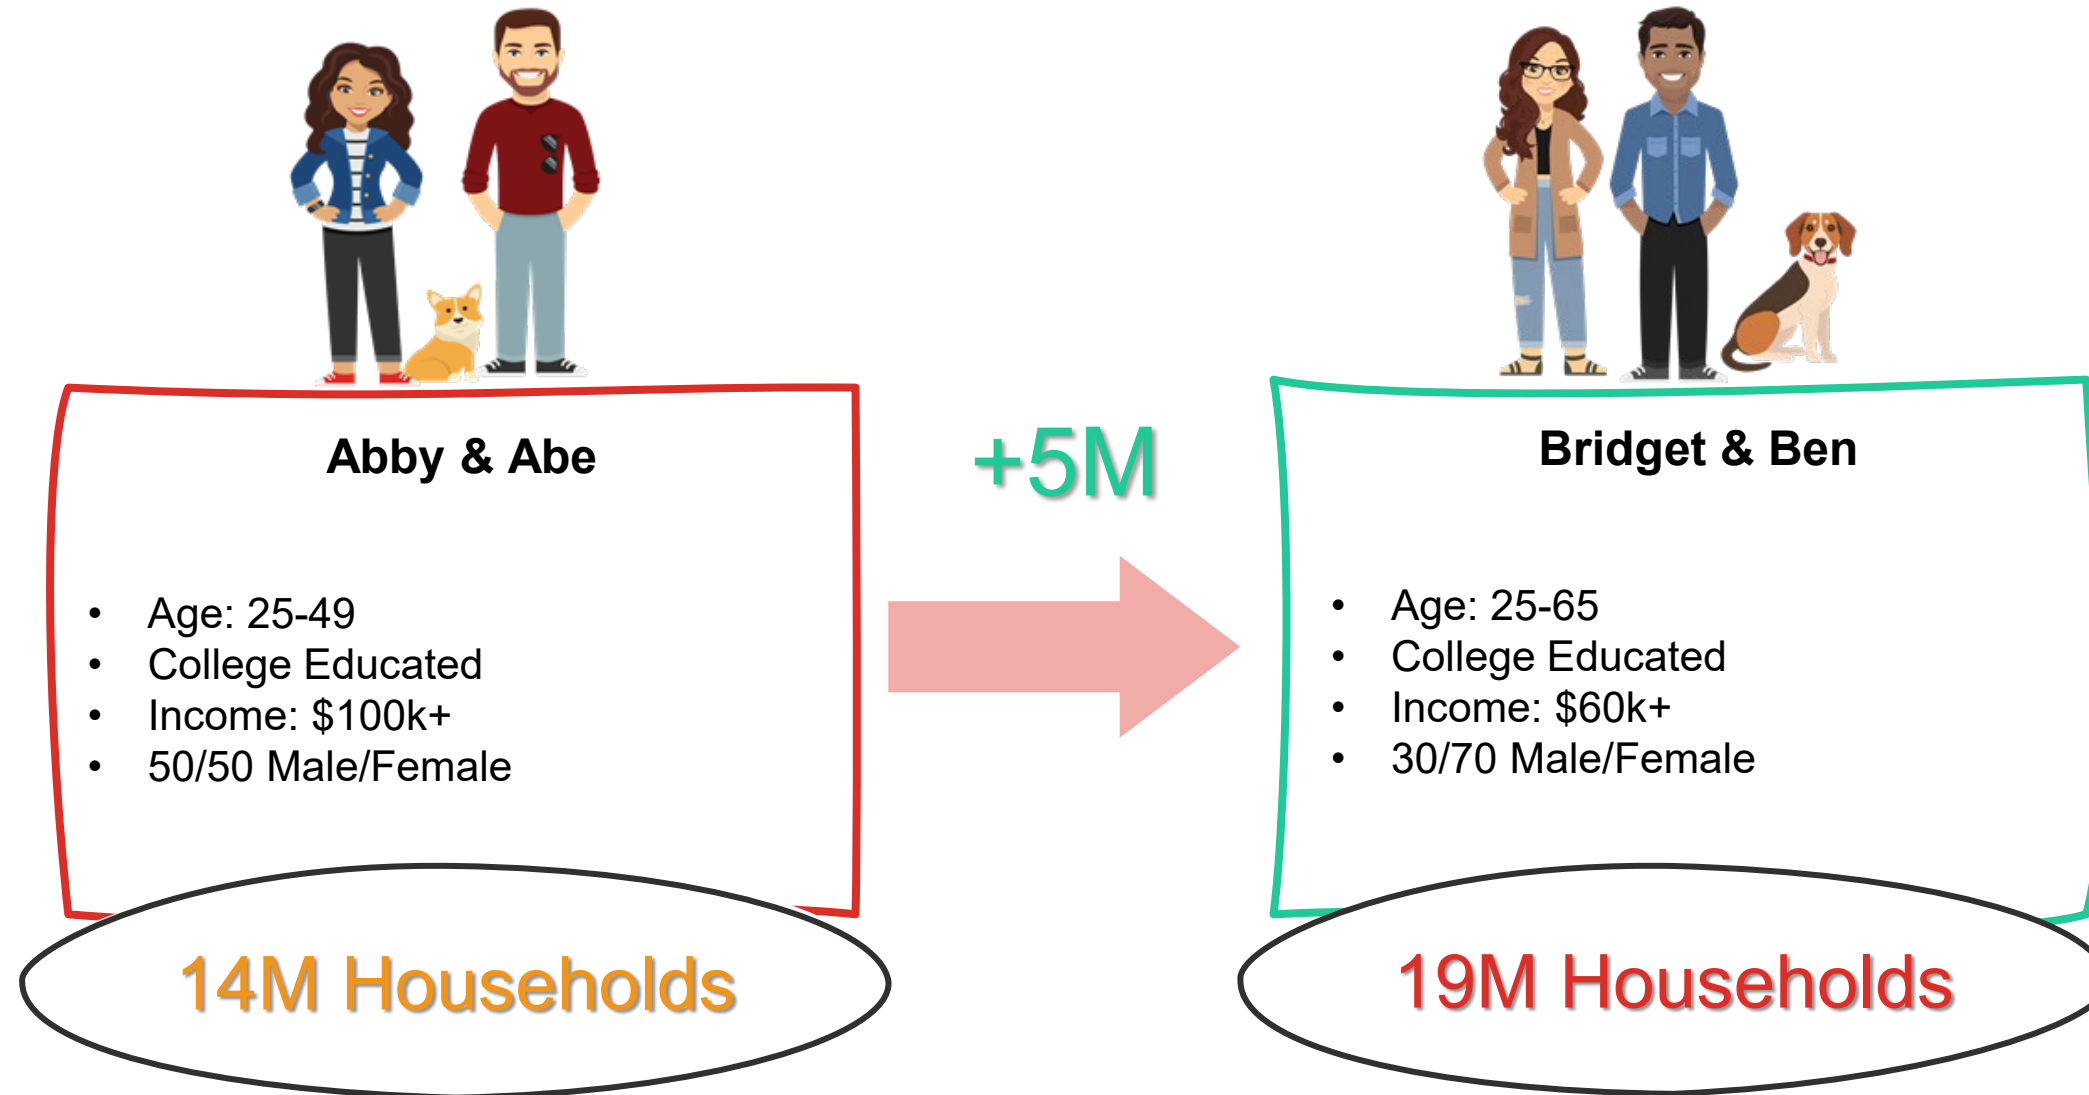 Abby & Abe
• Age: 25-49
• College Educated
• Income: $100k+
• 50/50 Male/Female
14M Households
+5M
Bridget & Ben
• Age: 25-65
• College Educated
• Income: $60k+
• 30/70 Male/Female
19M Households